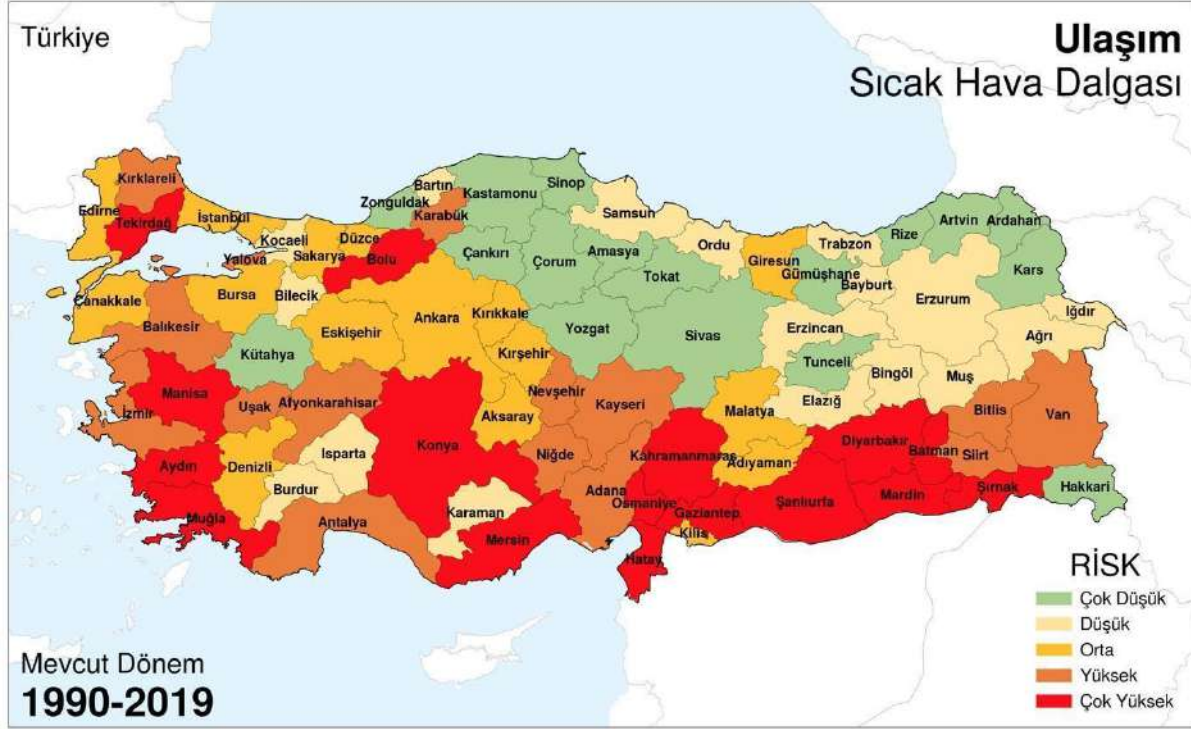 Türkiye
Ulaşım
Sıcak Hava Dalgası
Kırklareli
Edirne
Tekirdağ
İstanbul
Kocaeli
Yalova
Sakarya
Düzce
Bolu
Zonguldak
Bartın
Karabük
Kastamonu
Sinop
Samsun
Çankırı
Çorum
Amasya
Tokat
Ordu
Giresun
Gümüşhane
Trabzon
Bayburt
Rize
Artvin
Ardahan
Kars
Iğdır
Erzurum
Ağrı
Çanakkale
Balıkesir
Bursa
Bilecik
Kütahya
Eskişehir
Ankara
Kırıkkale
Kırşehir
Yozgat
Sivas
Erzincan
Tunceli
Bingöl
Muş
Elazığ
Malatya
Manisa
İzmir
Uşak
Afyonkarahisar
Aksaray
Nevşehir
Kayseri
Konya
Niğde
Aydın
Denizli
Isparta
Burdur
Muğla
Antalya
Karaman
Mersin
Adana
Kahramanmaraş
Osmaniye
Gaziantep
Kilis
Hatay
Adıyaman
Şanlıurfa
Diyarbakır
Mardin
Batman
Siirt
Bitlis
Van
Şırnak
Hakkari
RİSK
Çok Düşük
Düşük
Orta
Yüksek
Çok Yüksek
Mevcut Dönem
1990-2019